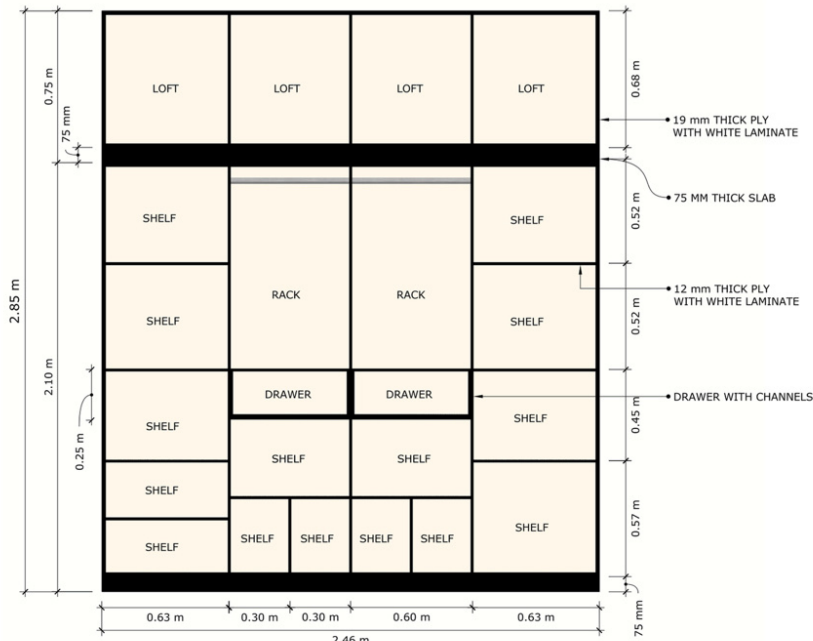 0.75 m
75 mm
2.85 m
2.10 m
0.25 m
LOFT LOFT LOFT LOFT
SHELF SHELF
RACK RACK
SHELF SHELF
DRAWER DRAWER
SHELF SHELF
SHELF SHELF
SHELF
SHELF
SHELF SHELF SHELF SHELF
SHELF
0.68 m
0.52 m
0.52 m
0.45 m
0.57 m
75 mm
19 mm THICK PLY
WITH WHITE LAMINATE
75 MM THICK SLAB
12 mm THICK PLY
WITH WHITE LAMINATE
DRAWER WITH CHANNELS
0.63 m 0.30 m 0.30 m 0.60 m 0.63 m
2.46 m